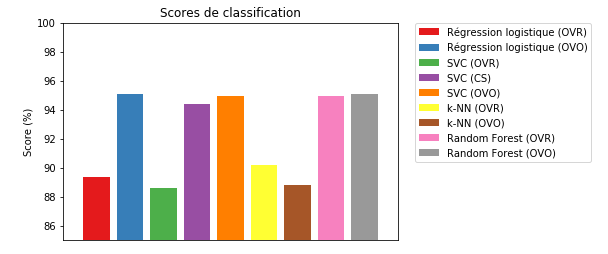 Scores de classification
Score (%)
100
98
96
94
92
90
88
86
Régression logistique (OVR)
Régression logistique (OVO)
SVC (OVR)
SVC (CS)
SVC (OVO)
k-NN (OVR)
k-NN (OVO)
Random Forest (OVR)
Random Forest (OVO)